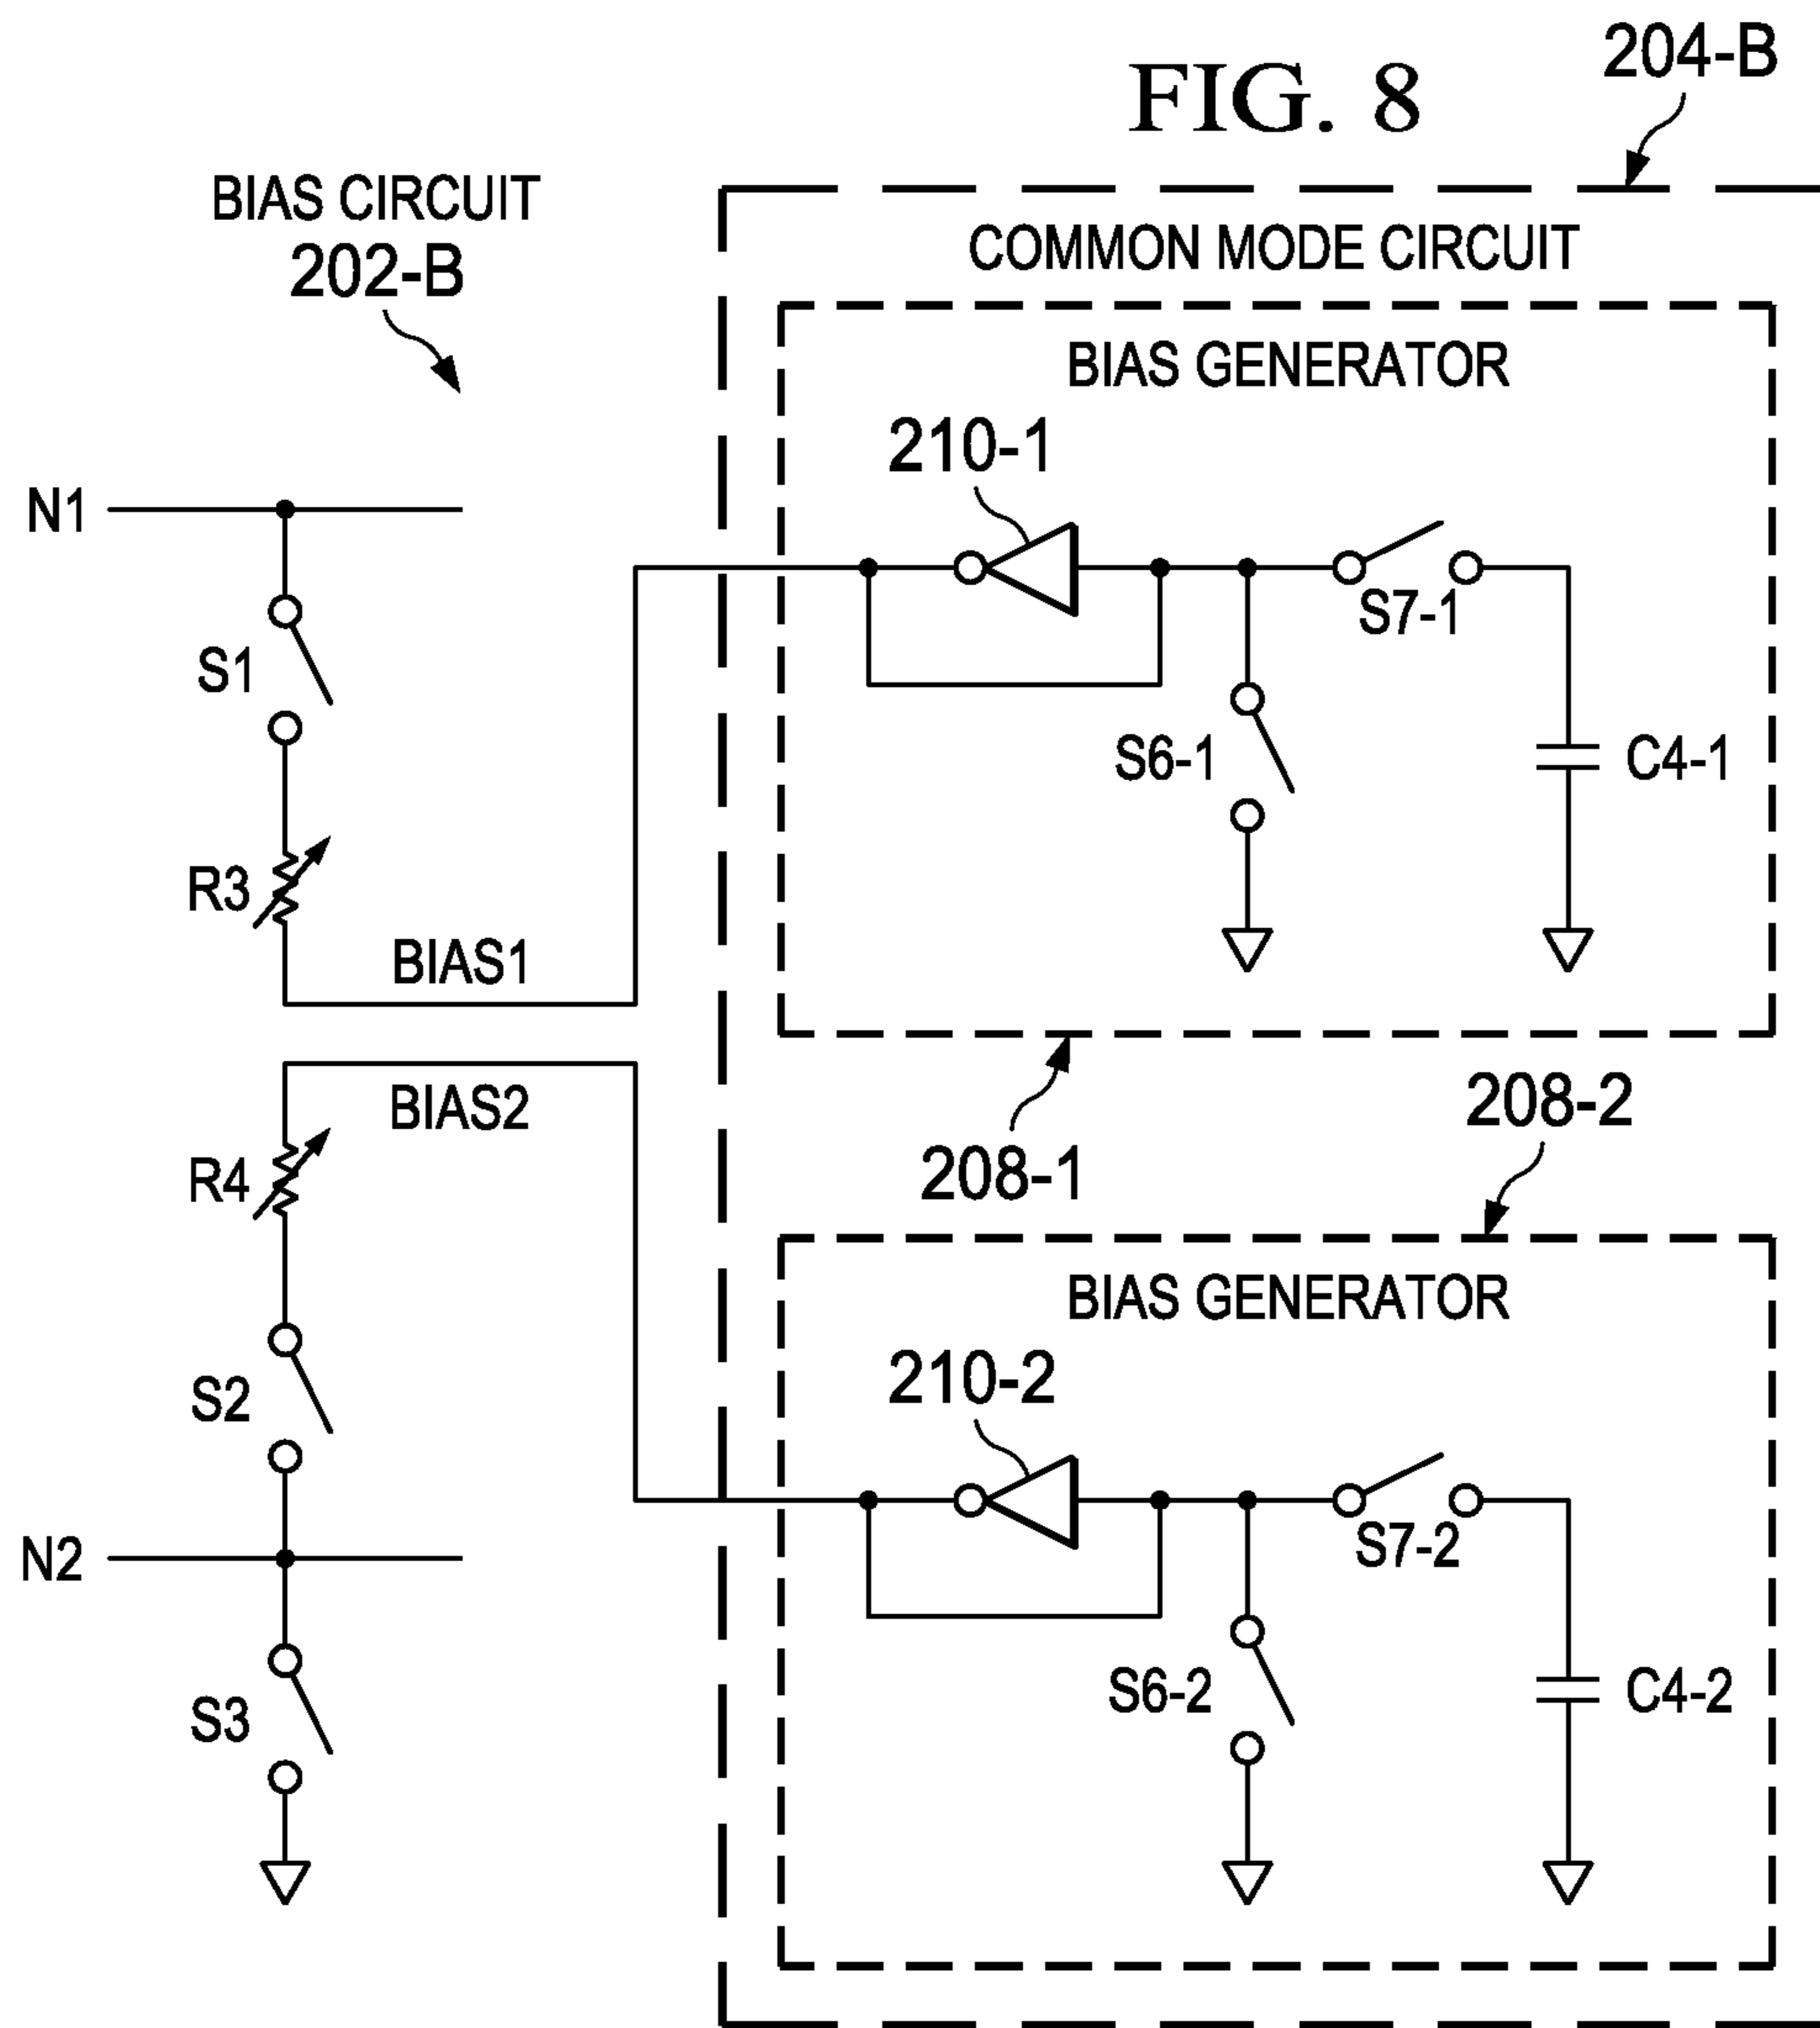 204-B
FIG. 8
BIAS CIRCUIT
202-B
COMMON MODE CIRCUIT
BIAS GENERATOR
210-1
N1
S7-1
S1
S6-1
C4-1
R3
BIAS1
BIAS2
208-2
R4
208-1
BIAS GENERATOR
210-2
S2
S7-2
N2
S6-2
C4-2
S3